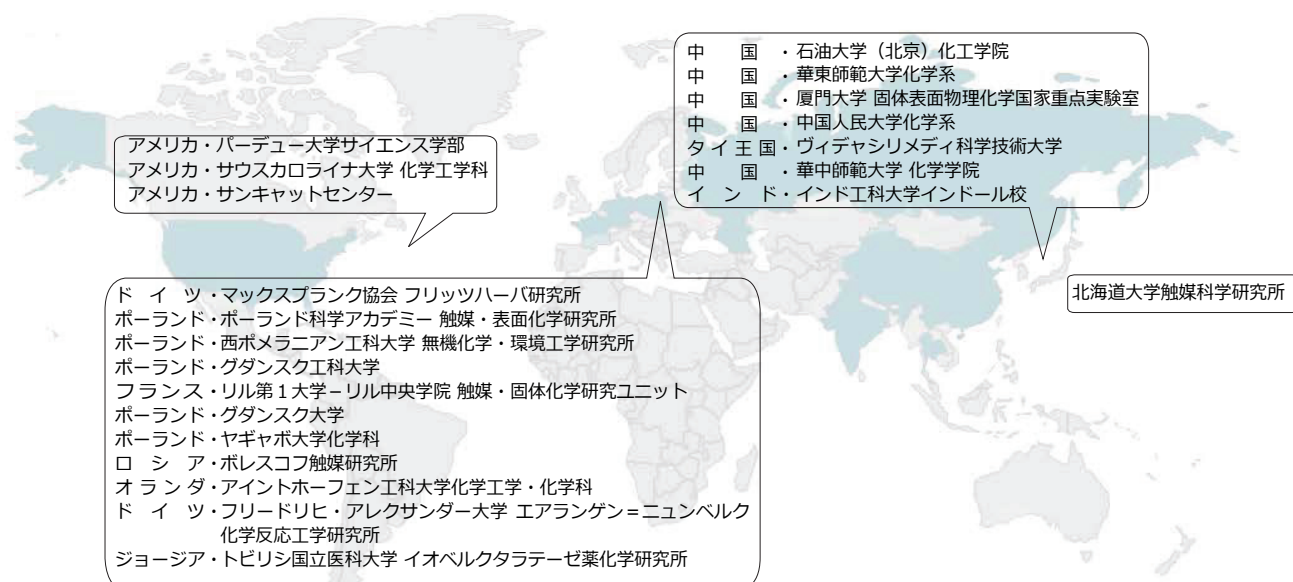 アメリカ・パーデュー大学サイエンス学部
アメリカ・サウスカロライナ大学 化学工学科
アメリカ・サンキャットセンター
中国・石油大学（北京）化工学院
中国・華東師範大学化学系
中国・厦門大学 固体表面物理化学国家重点実験室
中国・中国人民大学化学系
タイ王国・ヴィデャシリメディ科学技術大学
中国・華中師範大学 化学学院
インド・インド工科大学インドール校
北海道大学触媒科学研究所
ドイツ・マックスプランク協会 フリッツハーバ研究所
ポーランド・ポーランド科学アカデミー 触媒・表面化学研究所
ポーランド・西ポメラニアン工科大学 無機化学・環境工学研究所
ポーランド・グダンスク工科大学
フランス・リル第１大学－リル中央学院 触媒・固体化学研究ユニット
ポーランド・グダンスク大学
ポーランド・ヤギャボ大学化学科
ロシア・ボレスコフ触媒研究所
オランダ・アイントホーフェン工科大学化学工学・化学科
ドイツ・フリードリヒ・アレクサンダー大学 エアランゲン＝ニュンベルク
化学反応工学研究所
ジョージア・トビリシ国立医科大学 イオベルクタラテーゼ薬化学研究所